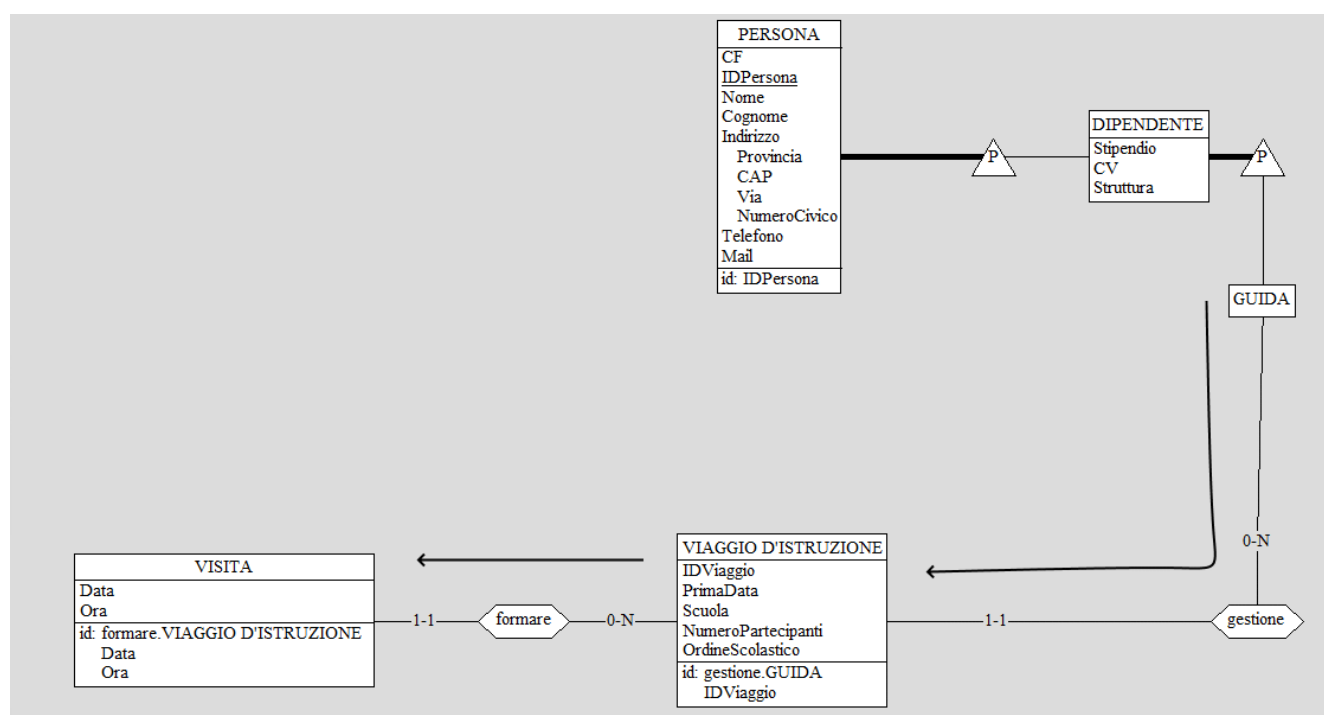 PERSONA
CF
IDPersona
Nome
Cognome
Indirizzo
Provincia
CAP
Via
NumeroCivico
Telefono
Mail
id: IDPersona
P
DIPENDENTE
Stipendio
CV
Struttura
P
GUIDA
0-N
gestione
1-1
VIAGGIO D'ISTRUZIONE
IDViaggio
PrimaData
Scuola
NumeroPartecipanti
OrdineScolastico
id: gestione.GUIDA
IDViaggio
0-N
formare
1-1
VISITA
Data
Ora
id: formare.VIAGGIO D'ISTRUZIONE
Data
Ora